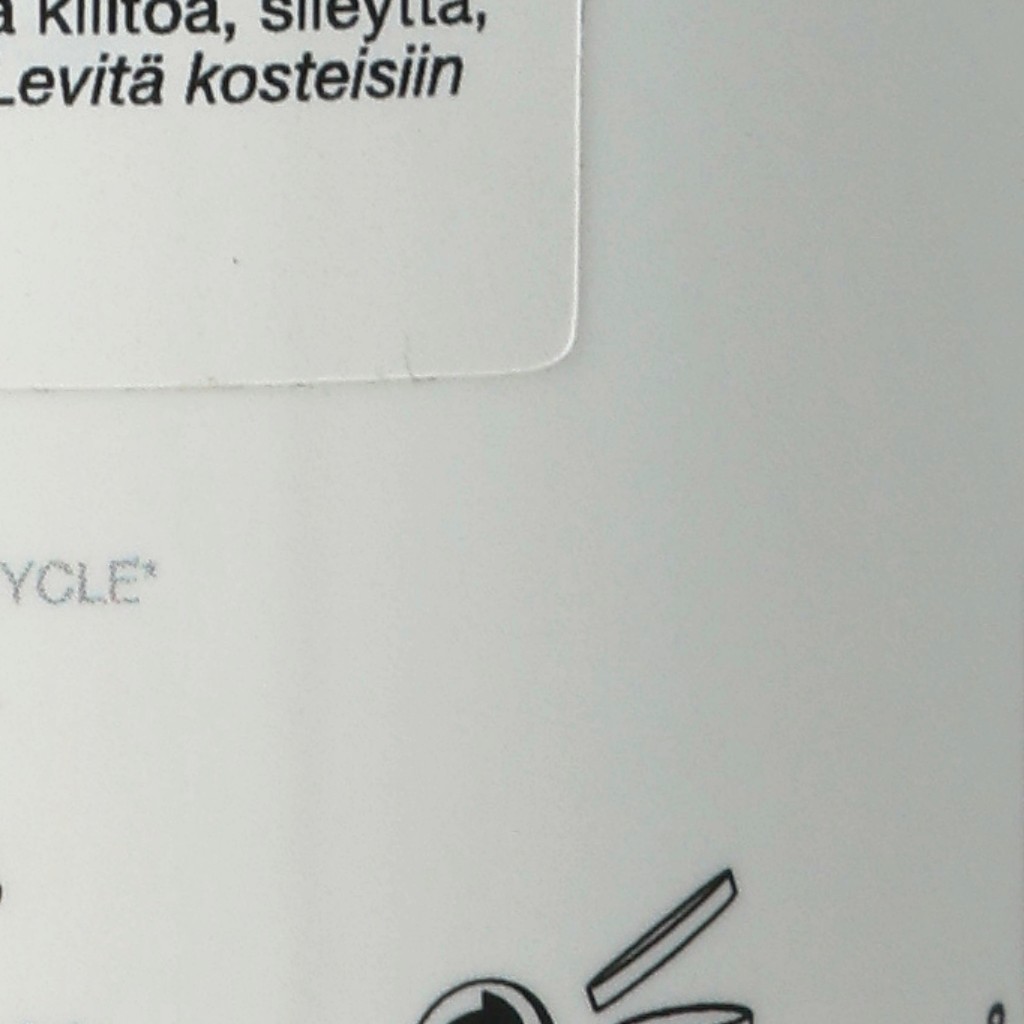 kiiltoa, sileyttä,
Levitä kosteisiin
YCLE*